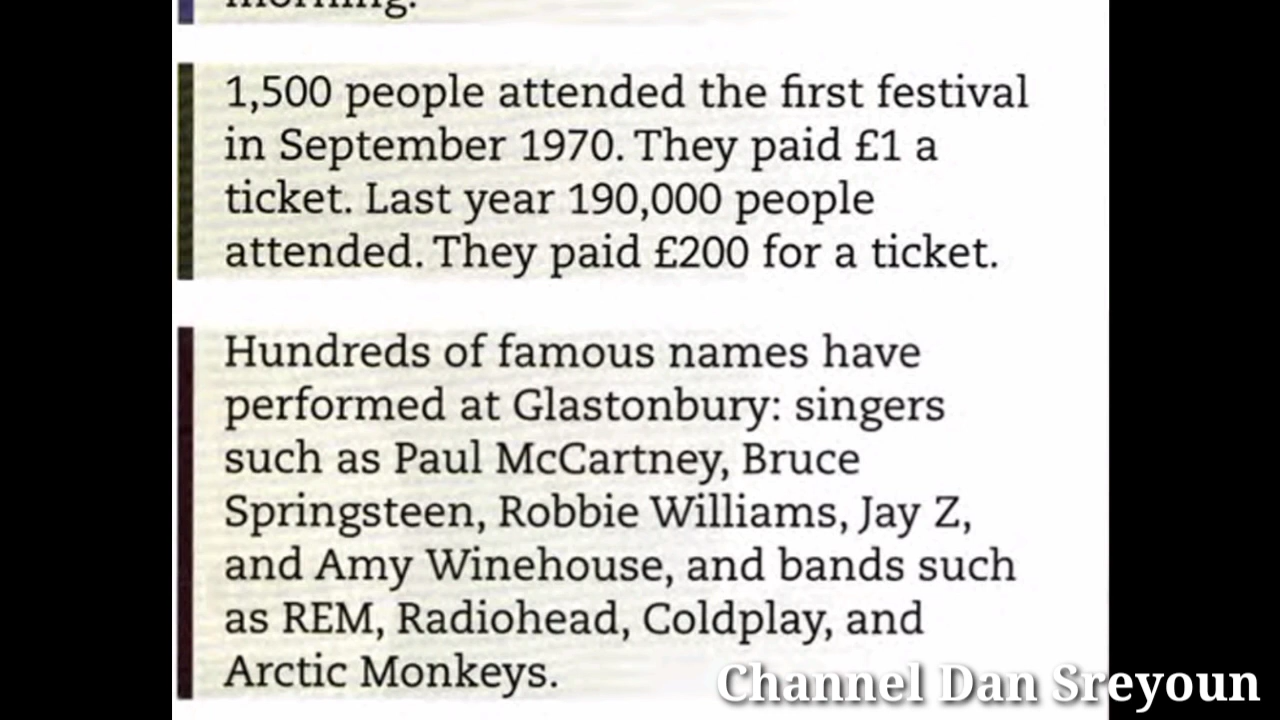 morning.
1,500 people attended the first festival
in September 1970. They paid £1 a
ticket. Last year 190,000 people
attended. They paid £200 for a ticket.
Hundreds of famous names have
performed at Glastonbury: singers
such as Paul McCartney, Bruce
Springsteen, Robbie Williams, Jay Z,
and Amy Winehouse, and bands such
as REM, Radiohead, Coldplay, and
Arctic Monkeys.
Channel Dan Sreyoun